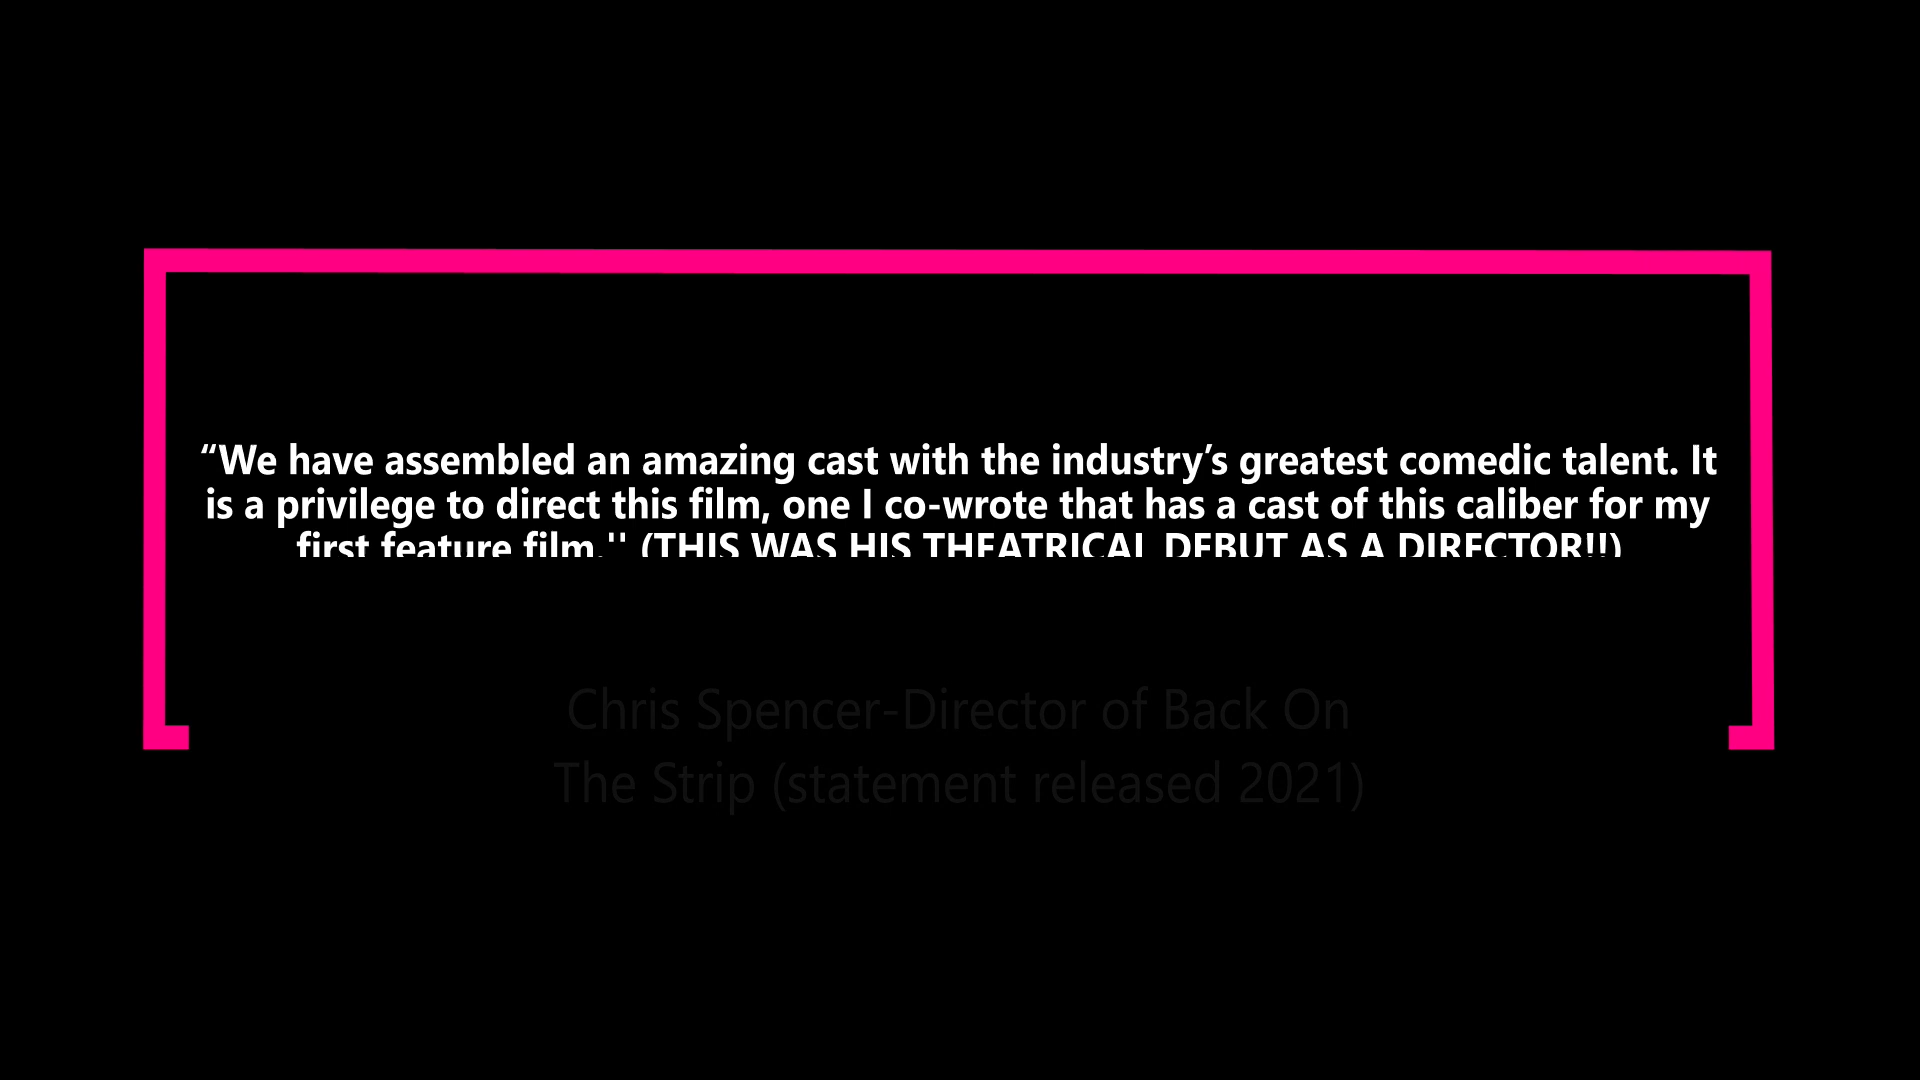 “We have assembled an amazing cast with the industry’s greatest comedic talent. It
is a privilege to direct this film, one I co-wrote that has a cast of this caliber for my
first feature film.'' (THIS WAS HIS THEATRICAL DEBUT AS A DIRECTOR!!)
Chris Spencer-Director of Back On
The Strip (statement released 2021)